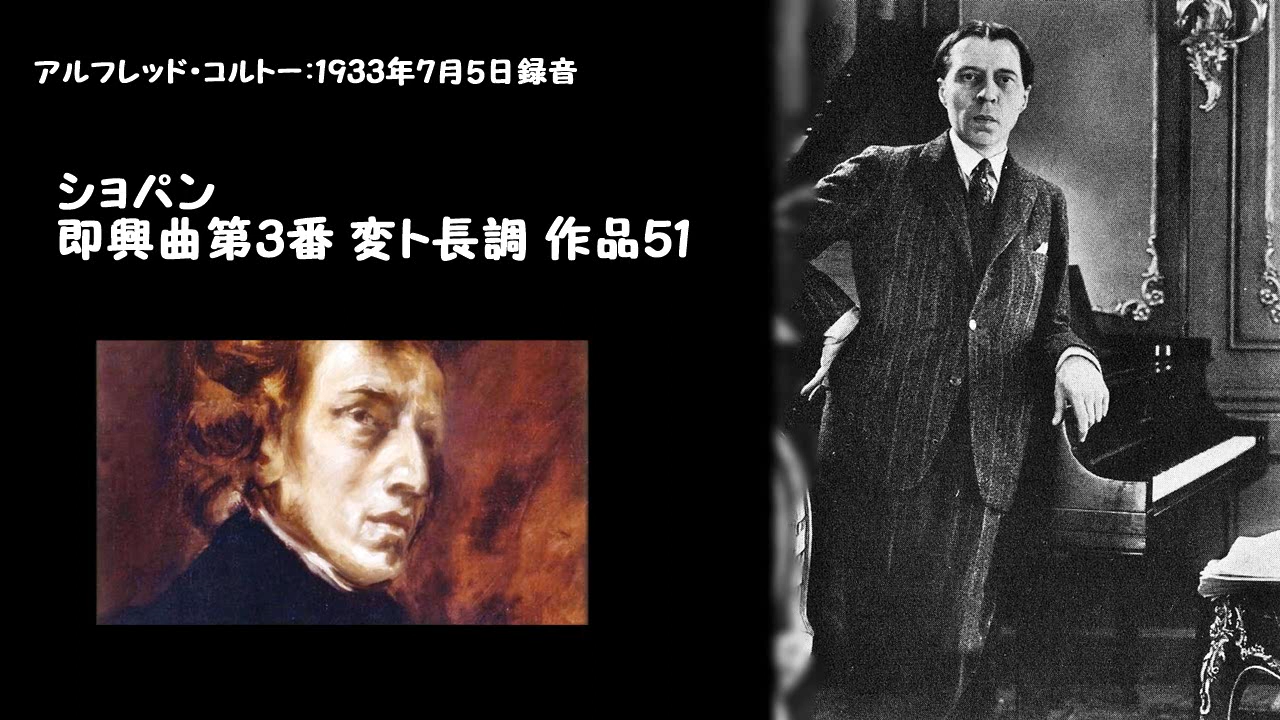 アルフレッド・コルトー:1933年7月5日録音
ショパン
即興曲第3番 変ト長調 作品51